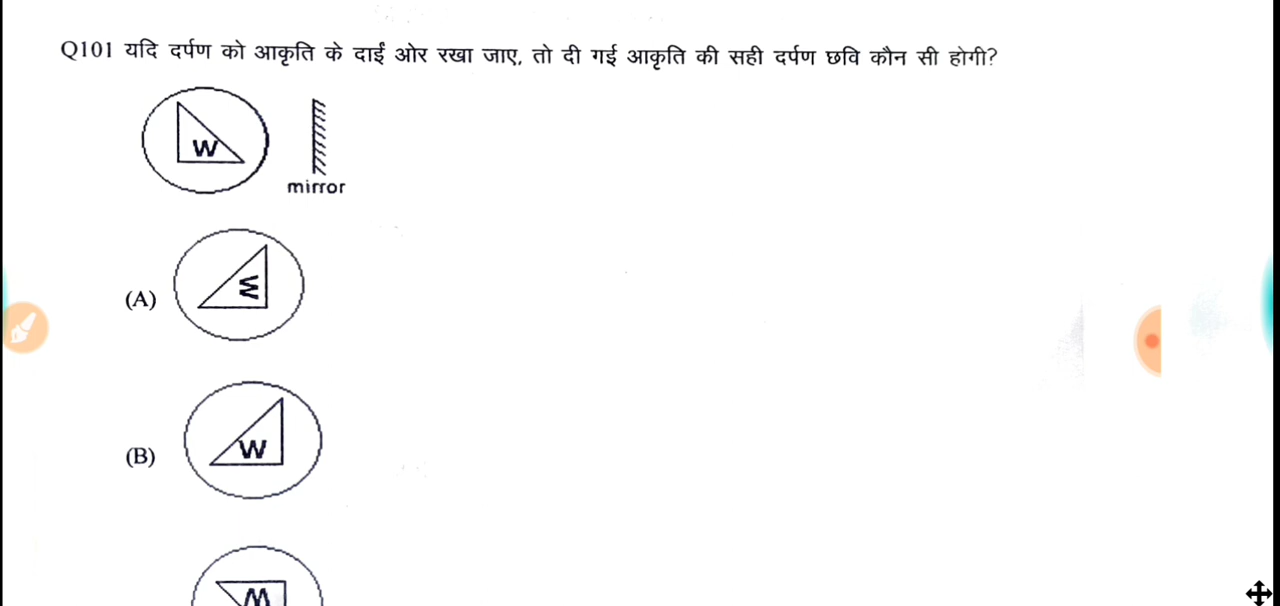 Q101 यदि दर्पण को आकृति के दाईं ओर रखा जाए, तो दी गई आकृति की सही दर्पण छवि कौन सी होगी?
W
mirror
(A) W
(B) W
W